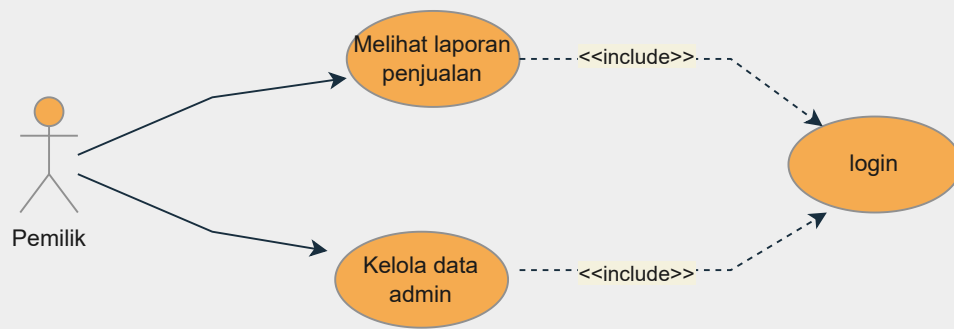 Melihat laporan
penjualan
<<include>>
login
Pemilik
Kelola data
admin
<<include>>